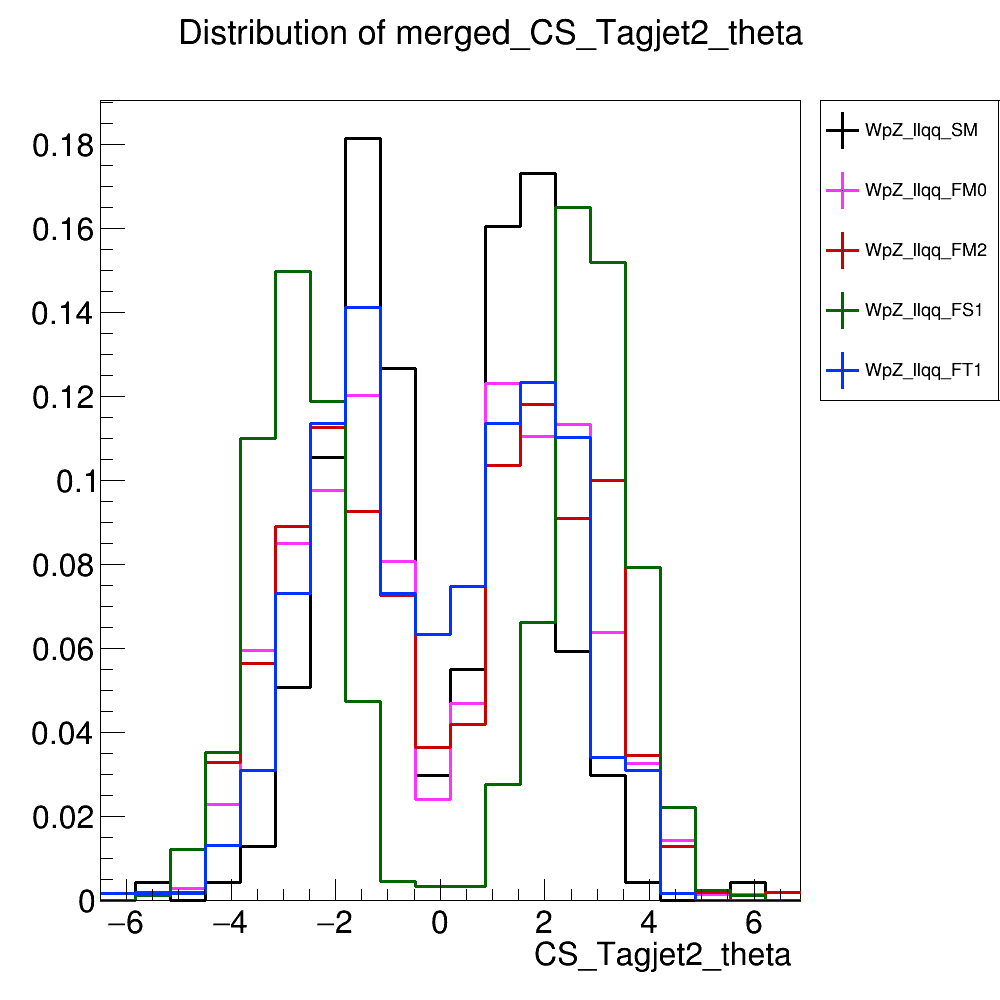 Distribution of merged_CS_Tagjet2_theta
WpZ_llqq_SM
WpZ_llqq_FM0
WpZ_llqq_FM2
WpZ_llqq_FS1
WpZ_llqq_FT1
0.18
0.16
0.14
0.12
0.1
0.08
0.06
0.04
0.02
0
−6 −4 −2 0 2 4 6
CS_Tagjet2_theta